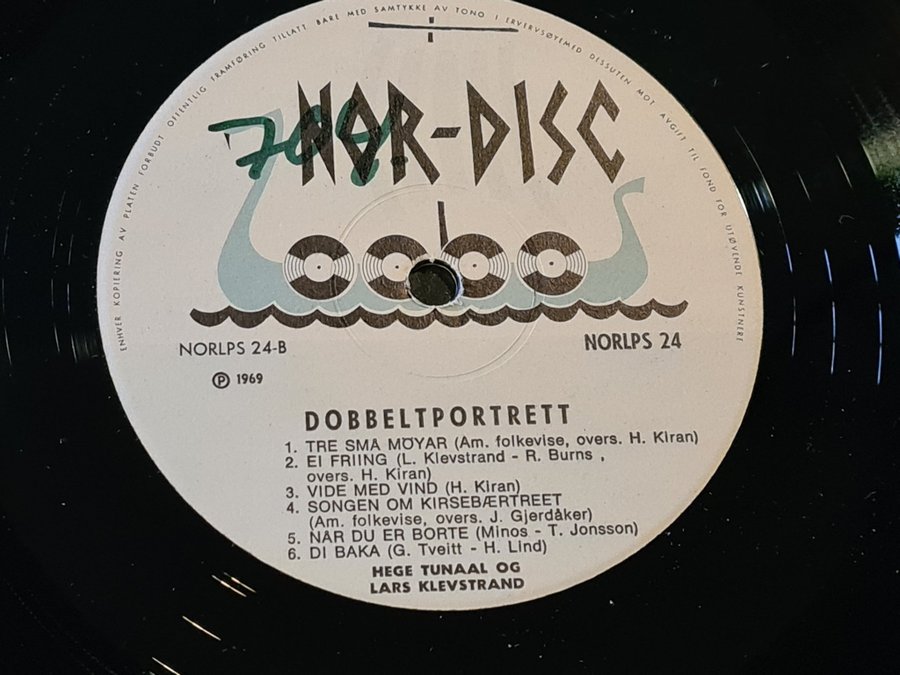 ENHVER KOPIERING AV PLATEN FORBUDT OFFENTLIG FRAMFØRING TILLATT BARE MED SAMTYKKE AV TONO I ERVERVSØYEMED DESSUTEN MOT AVGIFT TIL FOND FOR UTØVENDE KUNSTNERE
NOR-DISC
NORLPS 24-B
NORLPS 24
Ⓟ 1969
DOBBELTPORTRETT
1. TRE SMA MÖYAR (Am. folkevise, overs. H. Kiran)
2. EI FRIING (L. Klevstrand - R. Burns ,
overs. H. Kiran)
3. VIDE MED VIND (H. Kiran)
4. SONGEN OM KIRSEBÆRTREET
(Am. folkevise, overs. J. Gjerdåker)
5. NAR DU ER BORTE (Minos - T. Jonsson)
6. DI BAKA (G. Tveitt - H. Lind)
HEGE TUNAAL OG
LARS KLEVSTRAND